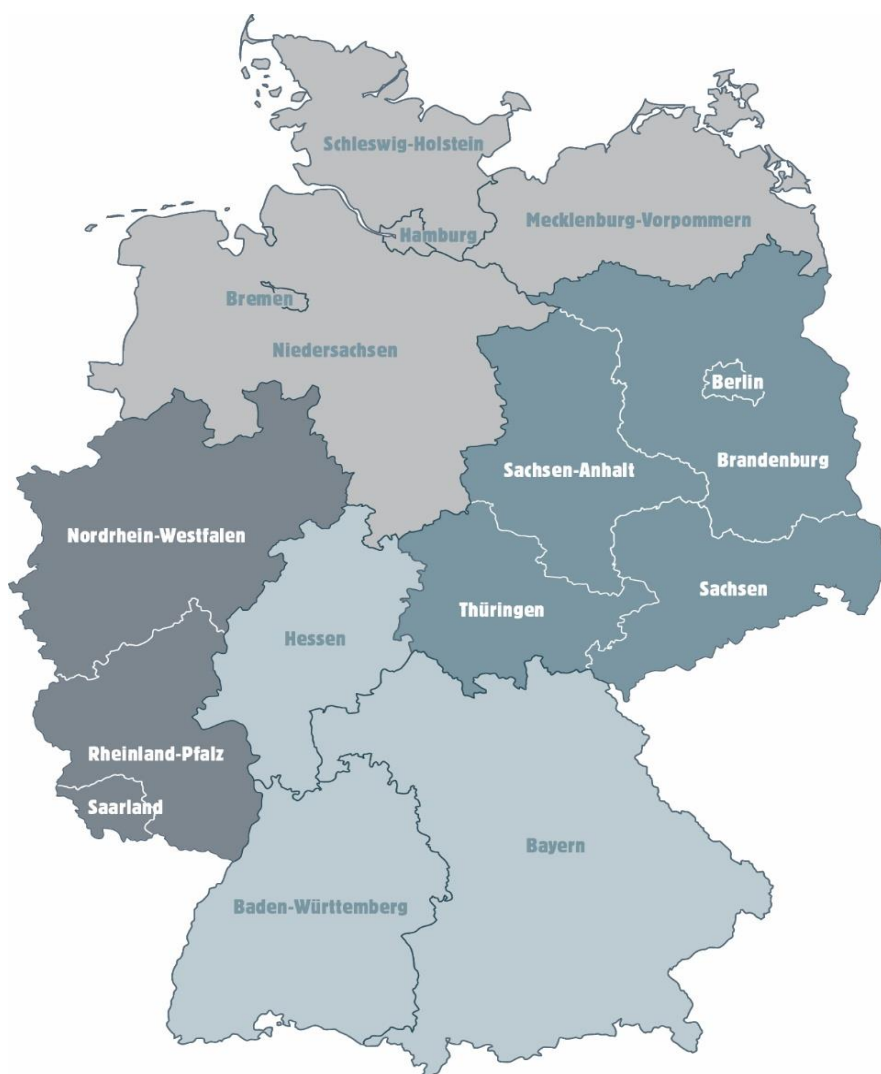 Schleswig-Holstein
Mecklenburg-Vorpommern
Hamburg
Bremen
Niedersachsen
Berlin
Brandenburg
Sachsen-Anhalt
Nordrhein-Westfalen
Sachsen
Thüringen
Hessen
Rheinland-Pfalz
Saarland
Bayern
Baden-Württemberg